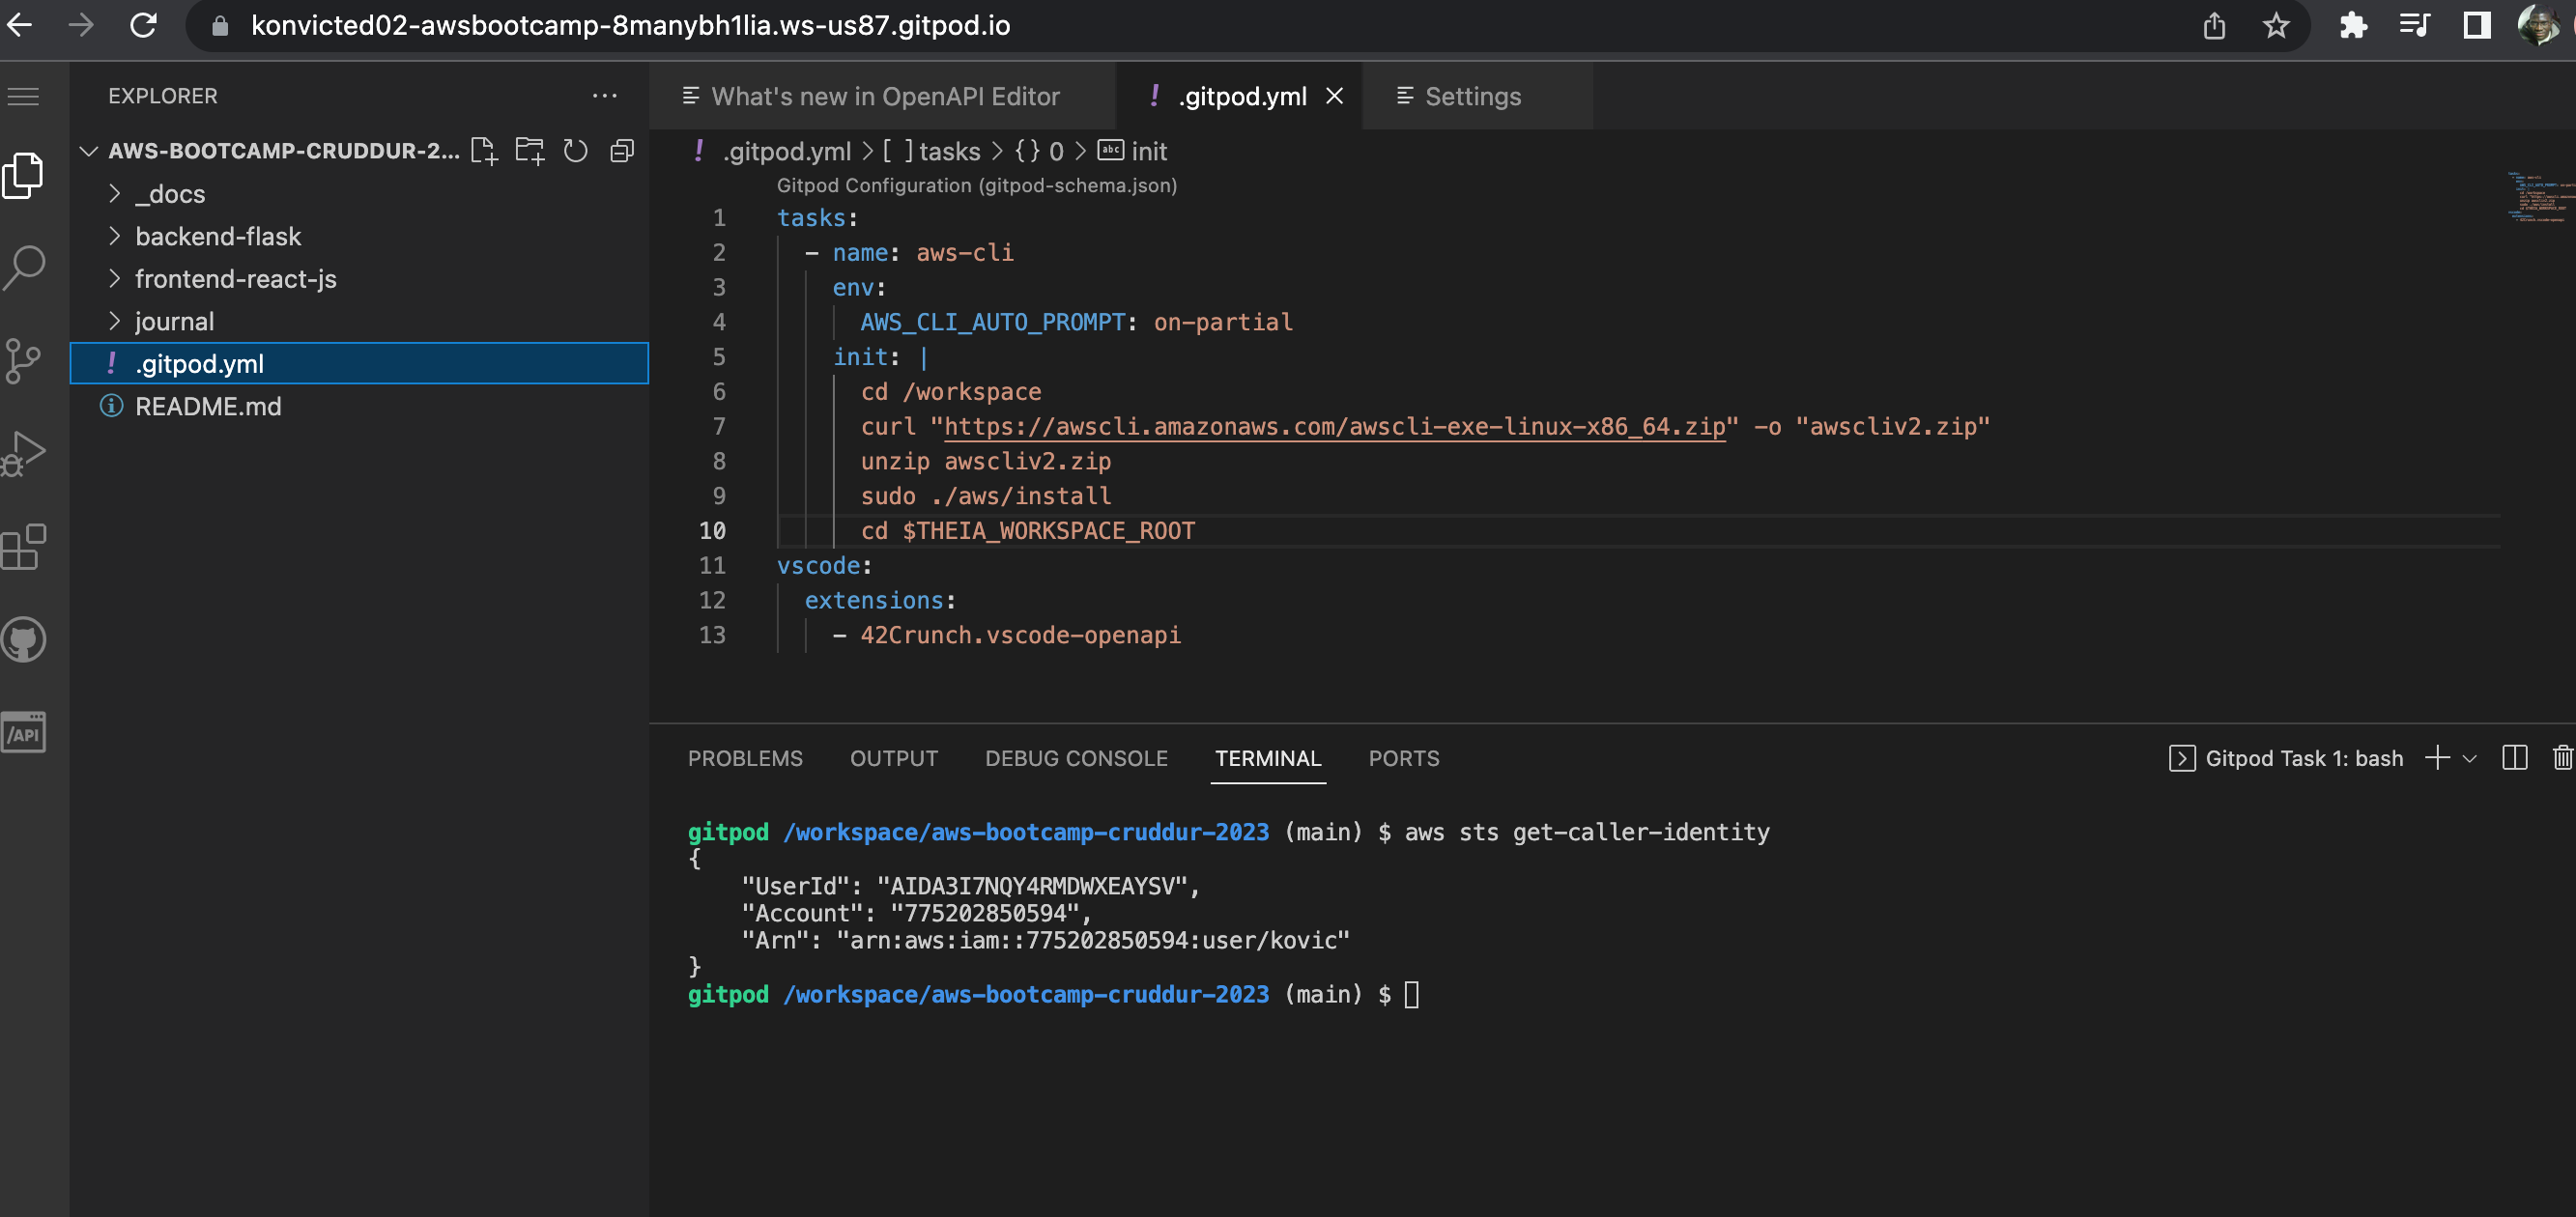 konvicted02-awsbootcamp-8manybh1lia.ws-us87.gitpod.io
EXPLORER
AWS-BOOTCAMP-CRUDDUR-2...
_docs
backend-flask
frontend-react-js
journal
! .gitpod.yml
README.md
/API
What's new in OpenAPI Editor
! .gitpod.yml
Settings
! .gitpod.yml > [ ] tasks > {} 0 > abc init
Gitpod Configuration (gitpod-schema.json)
1 tasks:
2 - name: aws-cli
3 env:
4 AWS_CLI_AUTO_PROMPT: on-partial
5 init: |
6 cd /workspace
7 curl "https://awscli.amazonaws.com/awscli-exe-linux-x86_64.zip" -o "awscliv2.zip"
8 unzip awscliv2.zip
9 sudo ./aws/install
10 cd $THEIA_WORKSPACE_ROOT
11 vscode:
12 extensions:
13 - 42Crunch.vscode-openapi
PROBLEMS OUTPUT DEBUG CONSOLE TERMINAL PORTS
Gitpod Task 1: bash
gitpod /workspace/aws-bootcamp-cruddur-2023 (main) $ aws sts get-caller-identity
{
"UserId": "AIDA3I7NQY4RMDWXEAYSV",
"Account": "775202850594",
"Arn": "arn:aws:iam::775202850594:user/kovic"
}
gitpod /workspace/aws-bootcamp-cruddur-2023 (main) $